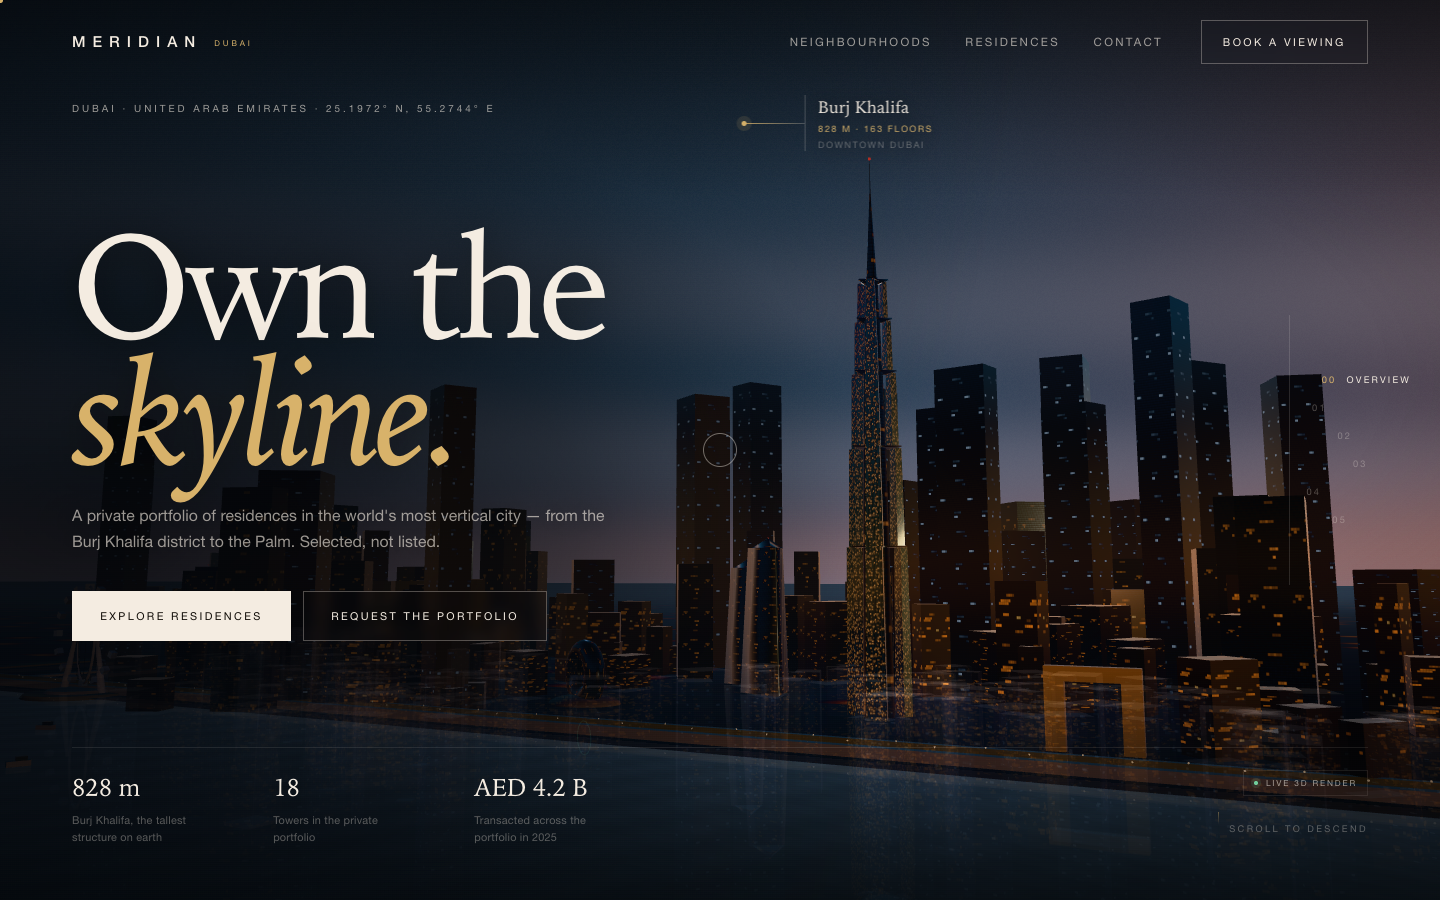 MERIDIAN DUBAI
NEIGHBOURHOODS
RESIDENCES
CONTACT
BOOK A VIEWING
DUBAI · UNITED ARAB EMIRATES · 25.1972° N, 55.2744° E
Burj Khalifa
828 M · 163 FLOORS
DOWNTOWN DUBAI
Own the
skyline.
A private portfolio of residences in the world's most vertical city — from the
Burj Khalifa district to the Palm. Selected, not listed.
EXPLORE RESIDENCES
REQUEST THE PORTFOLIO
00 OVERVIEW
01
02
03
04
05
828 m
Burj Khalifa, the tallest
structure on earth
18
Towers in the private
portfolio
AED 4.2 B
Transacted across the
portfolio in 2025
LIVE 3D RENDER
SCROLL TO DESCEND